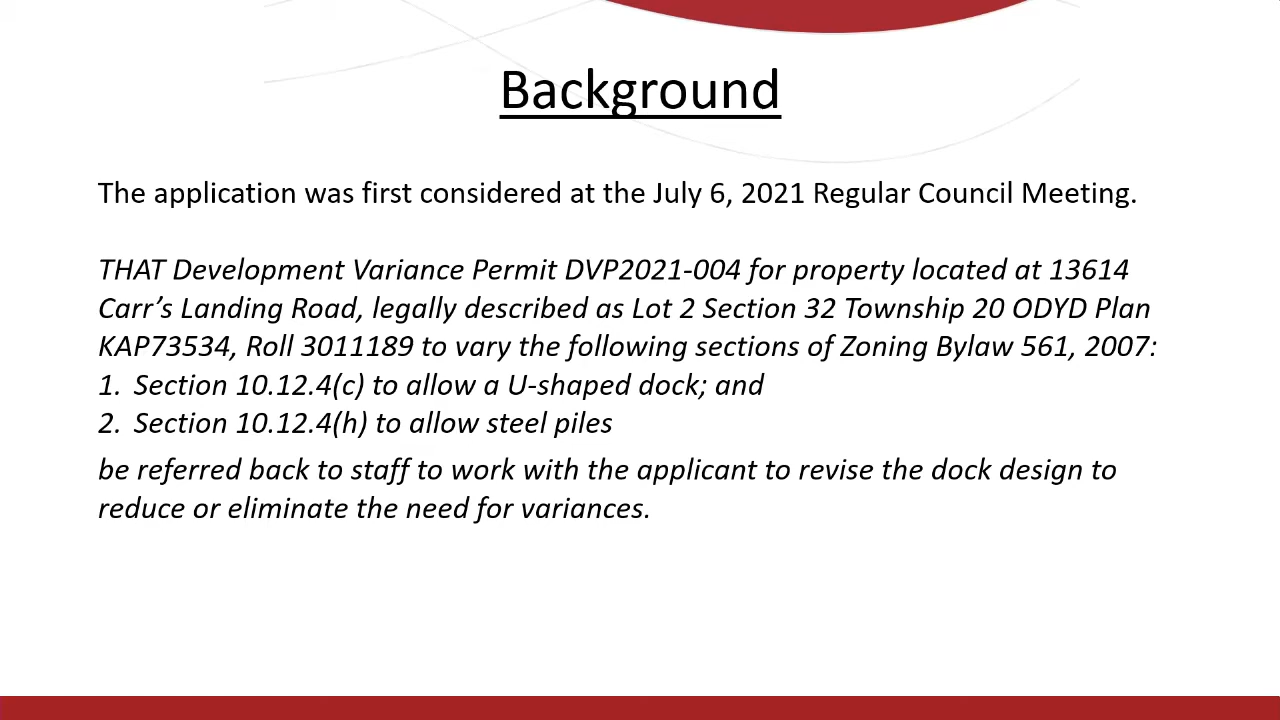 Background
The application was first considered at the July 6, 2021 Regular Council Meeting.
THAT Development Variance Permit DVP2021-004 for property located at 13614
Carr’s Landing Road, legally described as Lot 2 Section 32 Township 20 ODYD Plan
KAP73534, Roll 3011189 to vary the following sections of Zoning Bylaw 561, 2007:
1. Section 10.12.4(c) to allow a U-shaped dock; and
2. Section 10.12.4(h) to allow steel piles
be referred back to staff to work with the applicant to revise the dock design to
reduce or eliminate the need for variances.